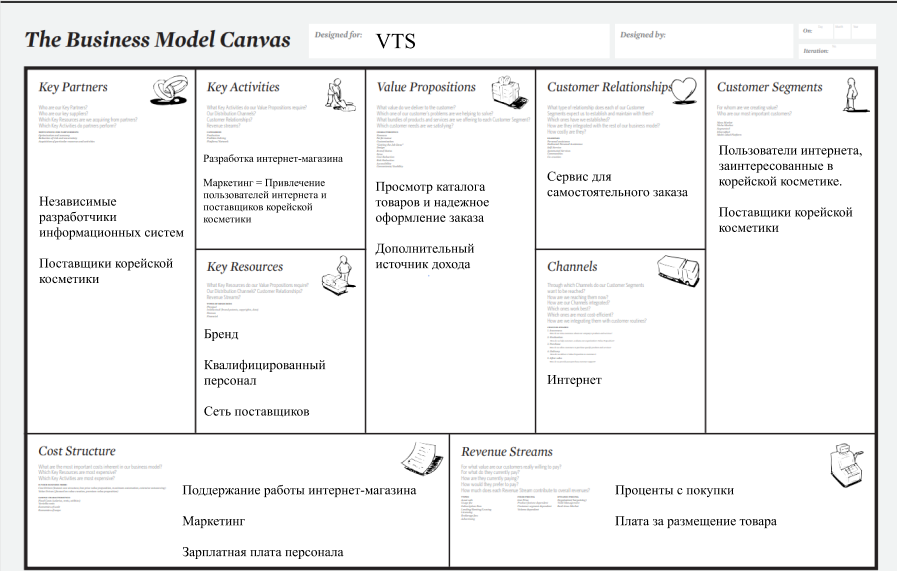 The Business Model Canvas
Designed for:
VTS
Designed by:
On:
Iteration:
Key Partners
Who are our Key Partners?
Who are our key suppliers?
Which Key Resources are we acquiring from partners?
Which Key Activities do partners perform?
Независимые
разработчики
информационных систем
Поставщики корейской
косметики
Key Activities
What Key Activities do our Value Propositions require?
Our Distribution Channels?
Customer Relationships?
Revenue streams?
Разработка интернет-магазина
Маркетинг = Привлечение
пользователей интернета и
поставщиков корейской
косметики
Key Resources
What Key Resources do our Value Propositions require?
Our Distribution Channels? Customer Relationships?
Revenue Streams?
Бренд
Квалифицированный
персонал
Сеть поставщиков
Value Propositions
What value do we deliver to the customer?
Which one of our customer's problems are we helping to solve?
What bundles of products and services are we offering to each Customer Segment?
Which customer needs are we satisfying?
Просмотр каталога
товаров и надежное
оформление заказа
Дополнительный
источник дохода
Customer Relationships
What type of relationship does each of our Customer
Segments expect us to establish and maintain with them?
Which ones have we established?
How are they integrated with the rest of our business model?
How costly are they?
Сервис для
самостоятельного заказа
Channels
Through which Channels do our Customer Segments
want to be reached?
How are we reaching them now?
How are our Channels integrated?
Which ones work best?
Which ones are most cost-efficient?
How are we integrating them with customer routines?
Интернет
Customer Segments
For whom are we creating value?
Who are our most important customers?
Пользователи интернета,
заинтересованные в
корейской косметике.
Поставщики корейской
косметики
Cost Structure
What are the most important costs inherent in our business model?
Which Key Resources are most expensive?
Which Key Activities are most expensive?
Поддержание работы интернет-магазина
Маркетинг
Зарплатная плата персонала
Revenue Streams
For what value are our customers really willing to pay?
For what do they currently pay?
How are they currently paying?
How would they prefer to pay?
How much does each Revenue Stream contribute to overall revenues?
Проценты с покупки
Плата за размещение товара